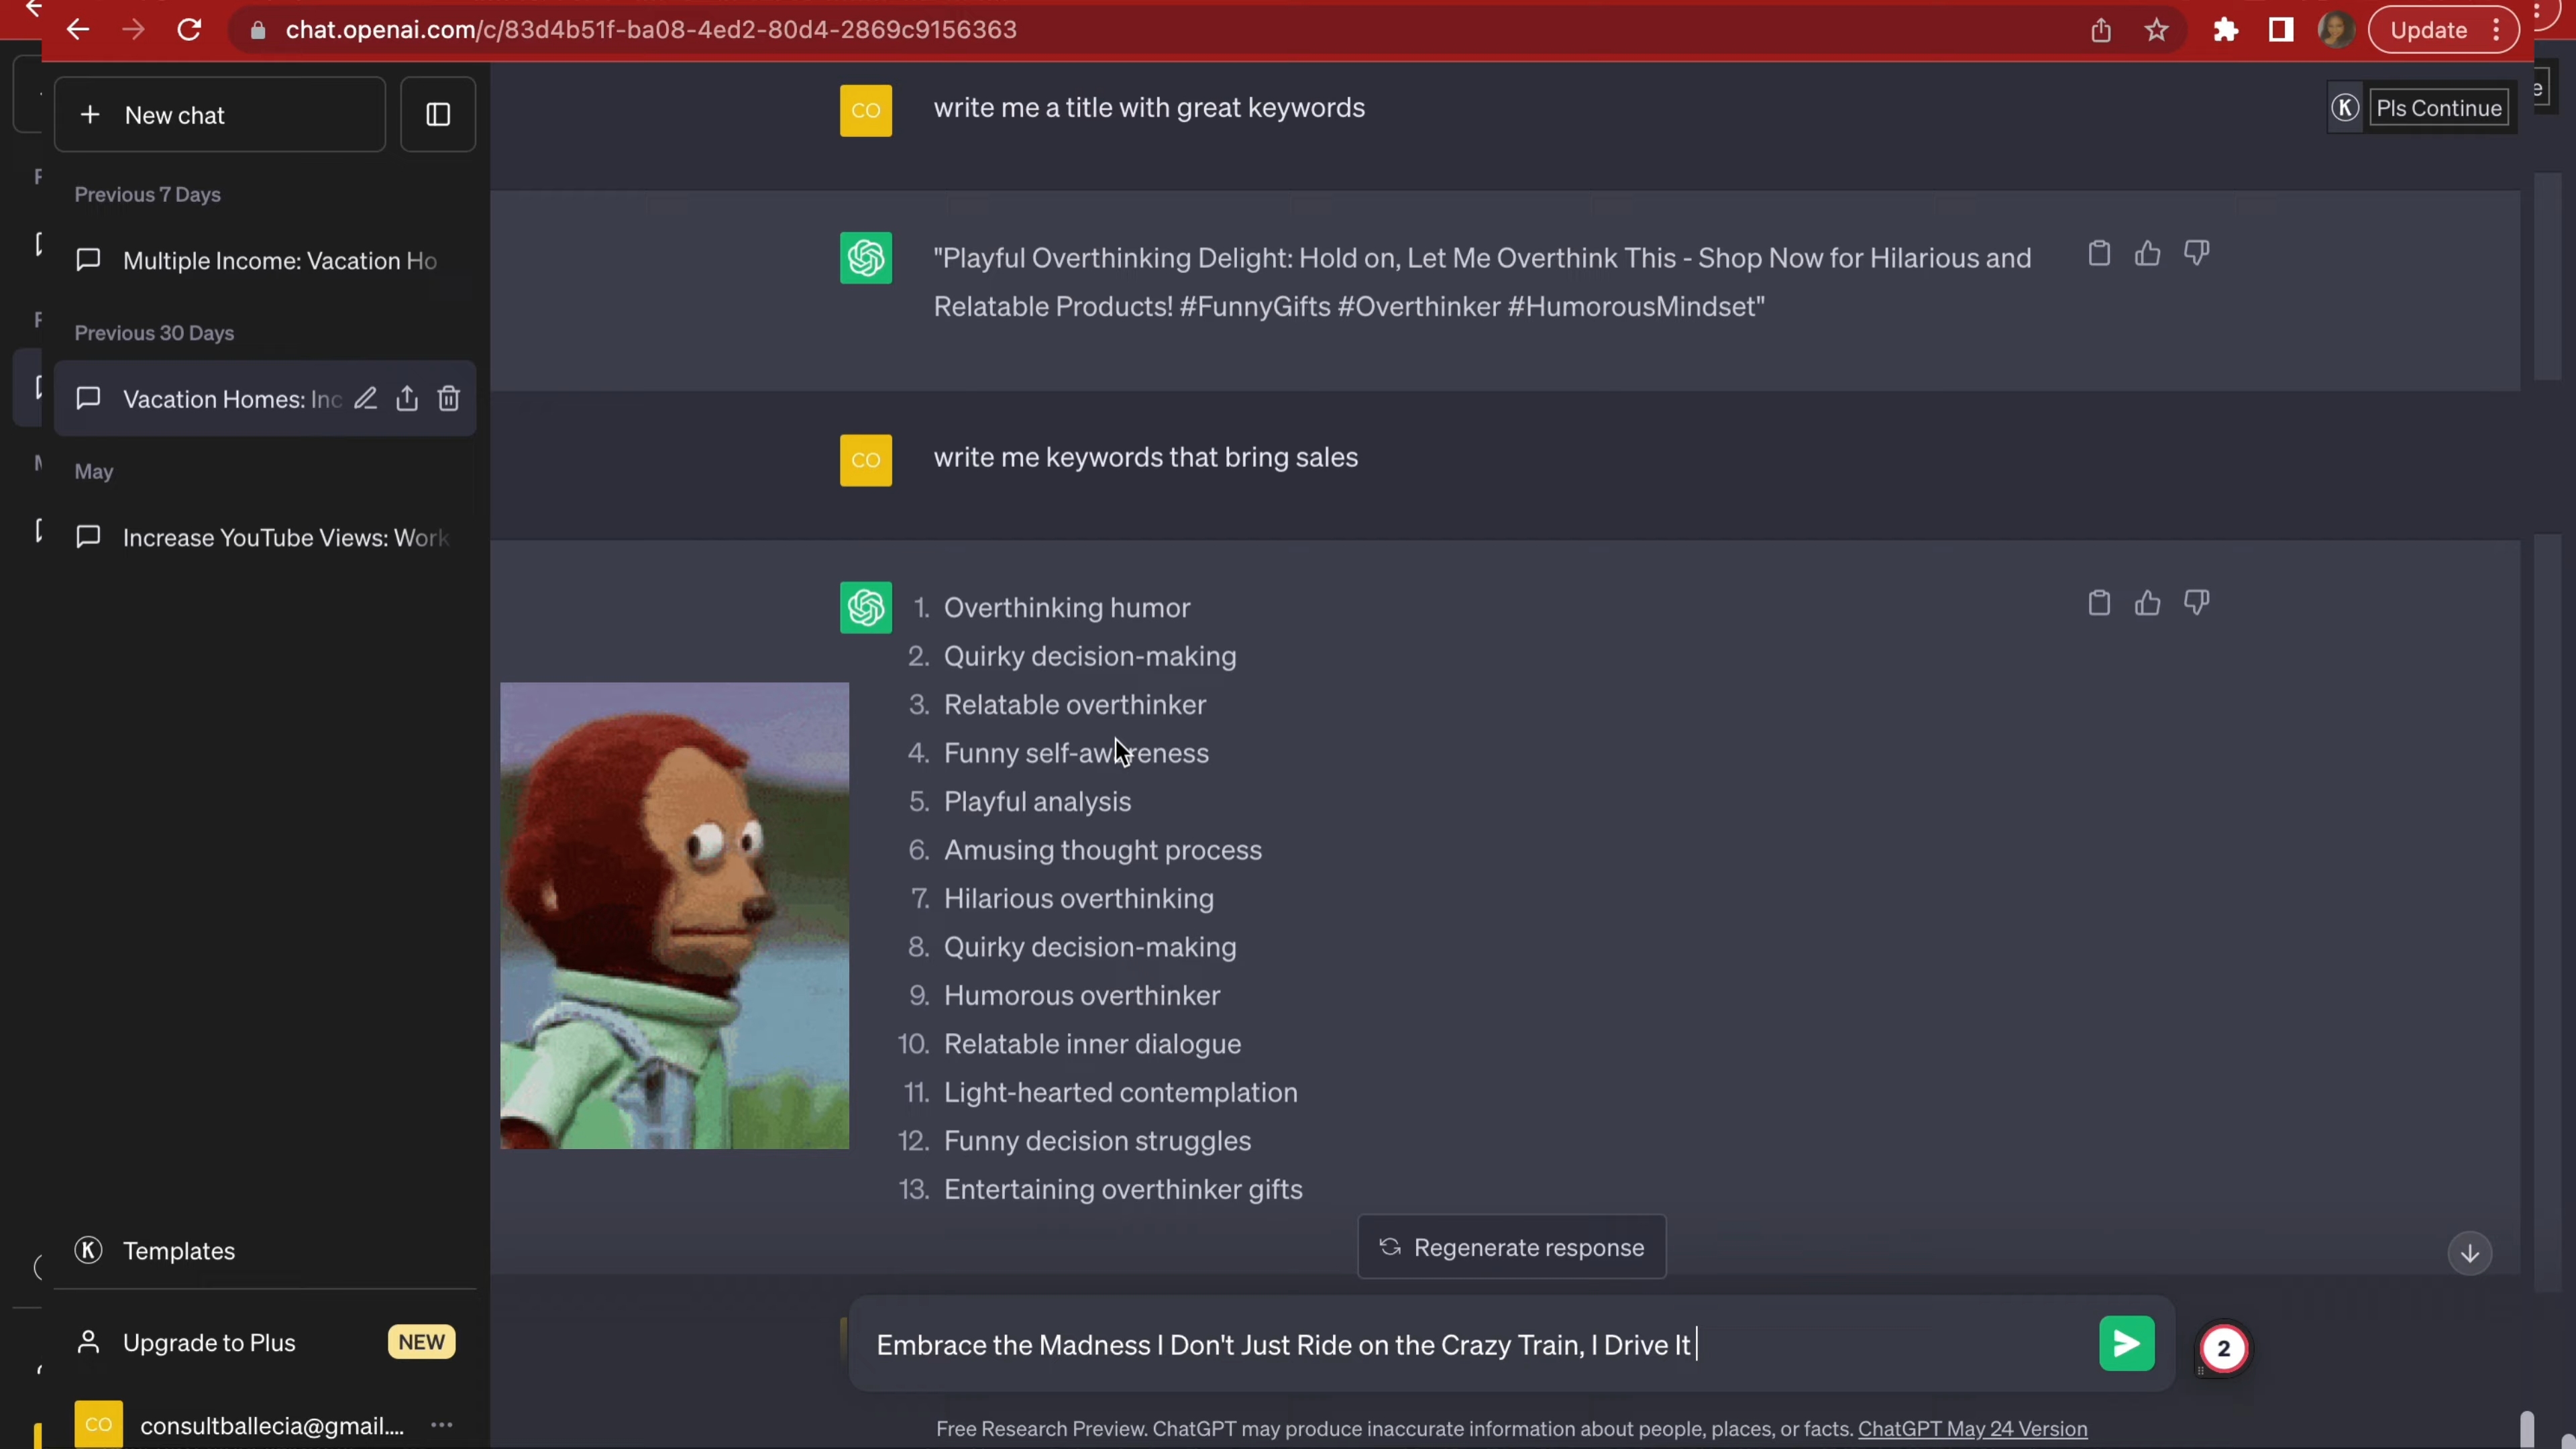 chat.openai.com/c/83d4b51f-ba08-4ed2-80d4-2869c9156363
Update
New chat
Previous 7 Days
Multiple Income: Vacation Ho
Previous 30 Days
Vacation Homes: Inc
May
Increase YouTube Views: Work
Templates
Upgrade to Plus
NEW
CO
consultballecia@gmail....
CO
write me a title with great keywords
K
Pls Continue
"Playful Overthinking Delight: Hold on, Let Me Overthink This - Shop Now for Hilarious and
Relatable Products! #FunnyGifts #Overthinker #HumorousMindset"
CO
write me keywords that bring sales
1. Overthinking humor
2. Quirky decision-making
3. Relatable overthinker
4. Funny self-awareness
5. Playful analysis
6. Amusing thought process
7. Hilarious overthinking
8. Quirky decision-making
9. Humorous overthinker
10. Relatable inner dialogue
11. Light-hearted contemplation
12. Funny decision struggles
13. Entertaining overthinker gifts
Regenerate response
Embrace the Madness I Don't Just Ride on the Crazy Train, I Drive It
2
Free Research Preview. ChatGPT may produce inaccurate information about people, places, or facts. ChatGPT May 24 Version